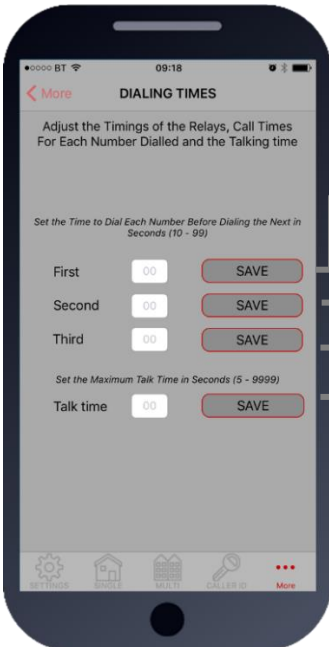 ●○○○○ BT 09:18
More DIALING TIMES
Adjust the Timings of the Relays, Call Times
For Each Number Dialled and the Talking time
Set the Time to Dial Each Number Before Dialing the Next in
Seconds (10 - 99)
First 00 SAVE
Second 00 SAVE
Third 00 SAVE
Set the Maximum Talk Time in Seconds (5 - 9999)
Talk time 00 SAVE
SETTINGS SINGLE MULTI CALLER ID More